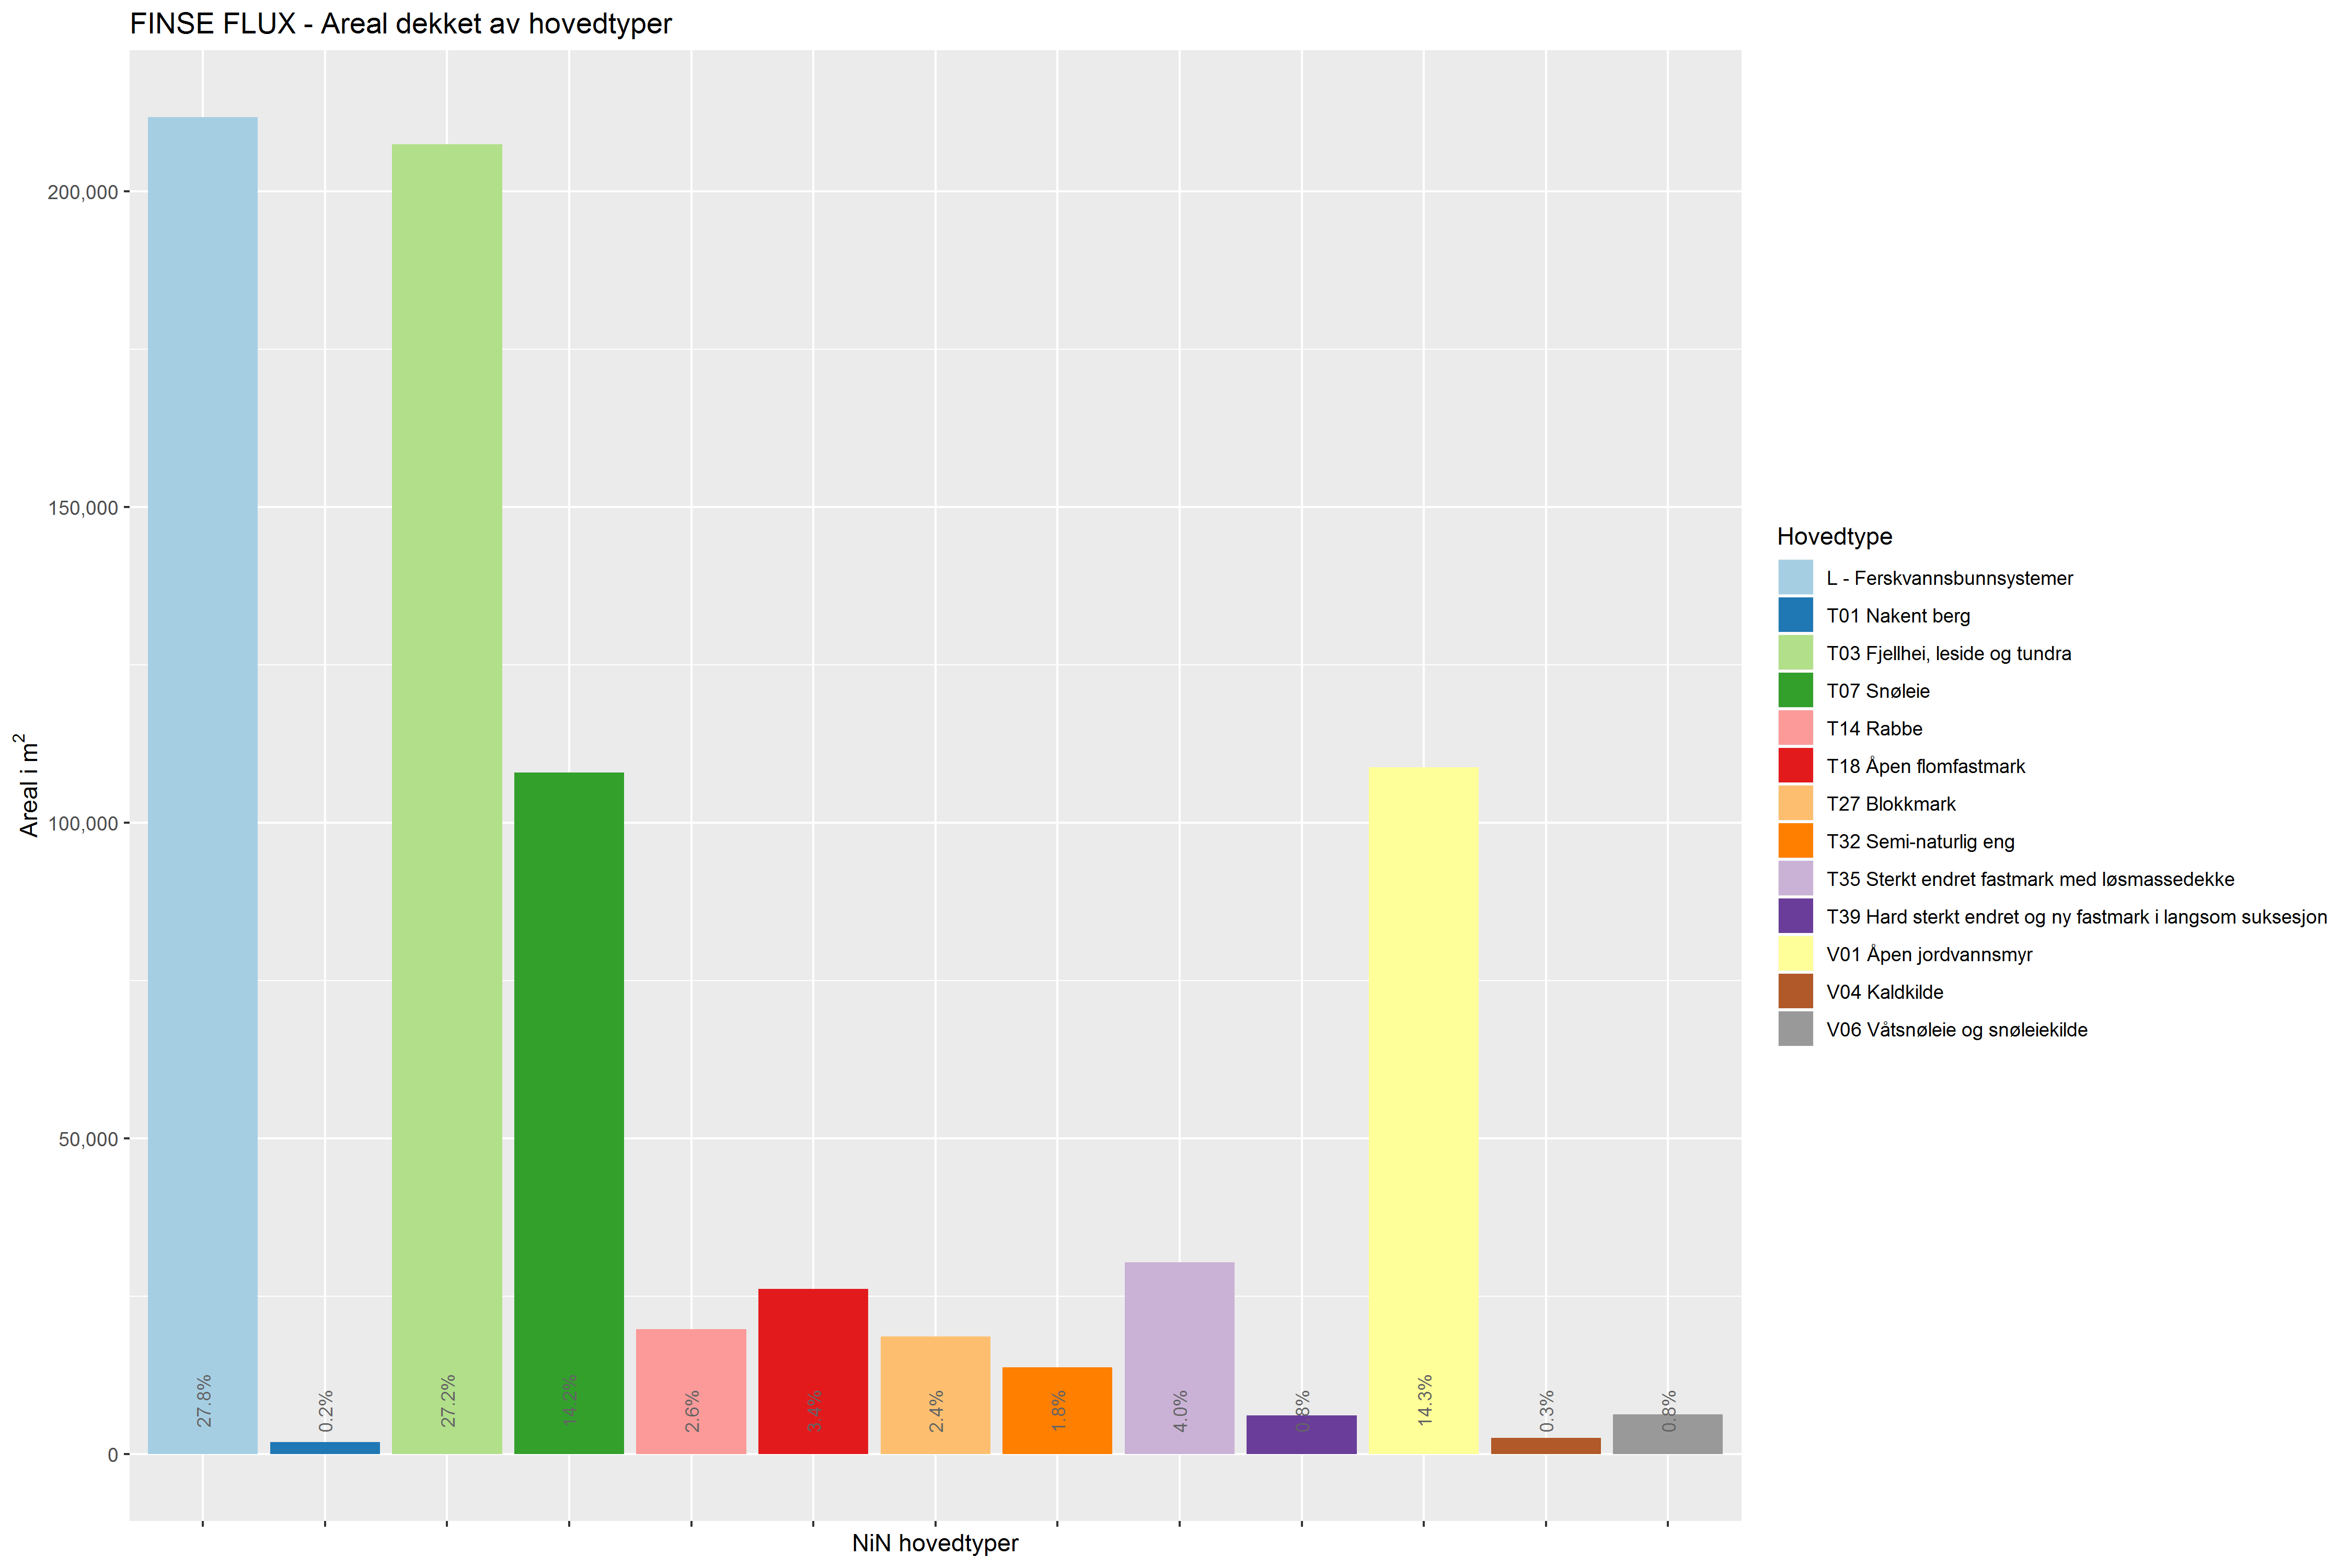 FINSE FLUX - Areal dekket av hovedtyper
Areal i m²
200,000
150,000
100,000
50,000
0
27.8%
0.2%
27.2%
14.2%
2.6%
3.4%
2.4%
1.8%
4.0%
0.8%
14.3%
0.3%
0.8%
NiN hovedtyper
Hovedtype
L - Ferskvannsbunnsystemer
T01 Nakent berg
T03 Fjellhei, leside og tundra
T07 Snøleie
T14 Rabbe
T18 Åpen flomfastmark
T27 Blokkmark
T32 Semi-naturlig eng
T35 Sterkt endret fastmark med løsmassedekke
T39 Hard sterkt endret og ny fastmark i langsom suksesjon
V01 Åpen jordvannsmyr
V04 Kaldkilde
V06 Våtsnøleie og snøleiekilde